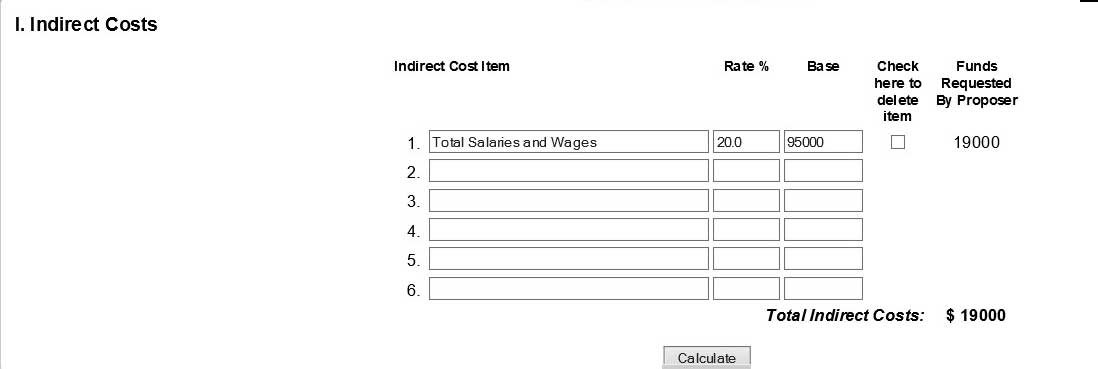 I. Indirect Costs
Indirect Cost Item Rate % Base Check here to delete item Funds Requested By Proposer
1. Total Salaries and Wages 20.0 95000 19000
2.
3.
4.
5.
6.
Total Indirect Costs: $ 19000
Calculate